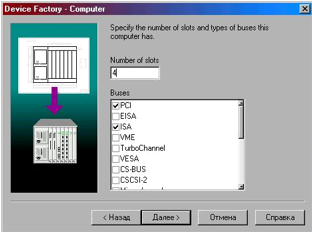 Device Factory - Computer
Specify the number of slots and types of buses this
computer has.
Number of slots
4
Buses
PCI
EISA
ISA
VME
TurboChannel
VESA
CS-BUS
CSCSI-2
< Назад
Далее >
Отмена
Справка